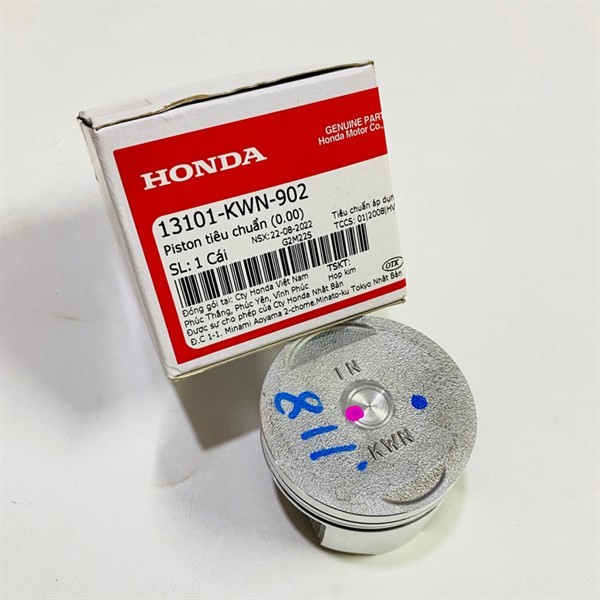 GENUINE PART
Honda Motor Co.,
HONDA
13101-KWN-902
Piston tiêu chuẩn (0.00)
NSX:22-08-2022
Tiêu chuẩn áp dụn
SL: 1 Cái
G2M22S
TCCS: 01|2008|HV
Đóng gói tại: Cty Honda Việt Nam
TSKT:
Phúc Thắng, Phúc Yên, Vĩnh Phúc
Hop kim
OTK
Được sự cho phép của Cty Honda Nhật Bản
Đ.C 1-1. Minami Aoyama 2-chome.Minato-ku Tokyo Nhật Bản
IN
811
KWN